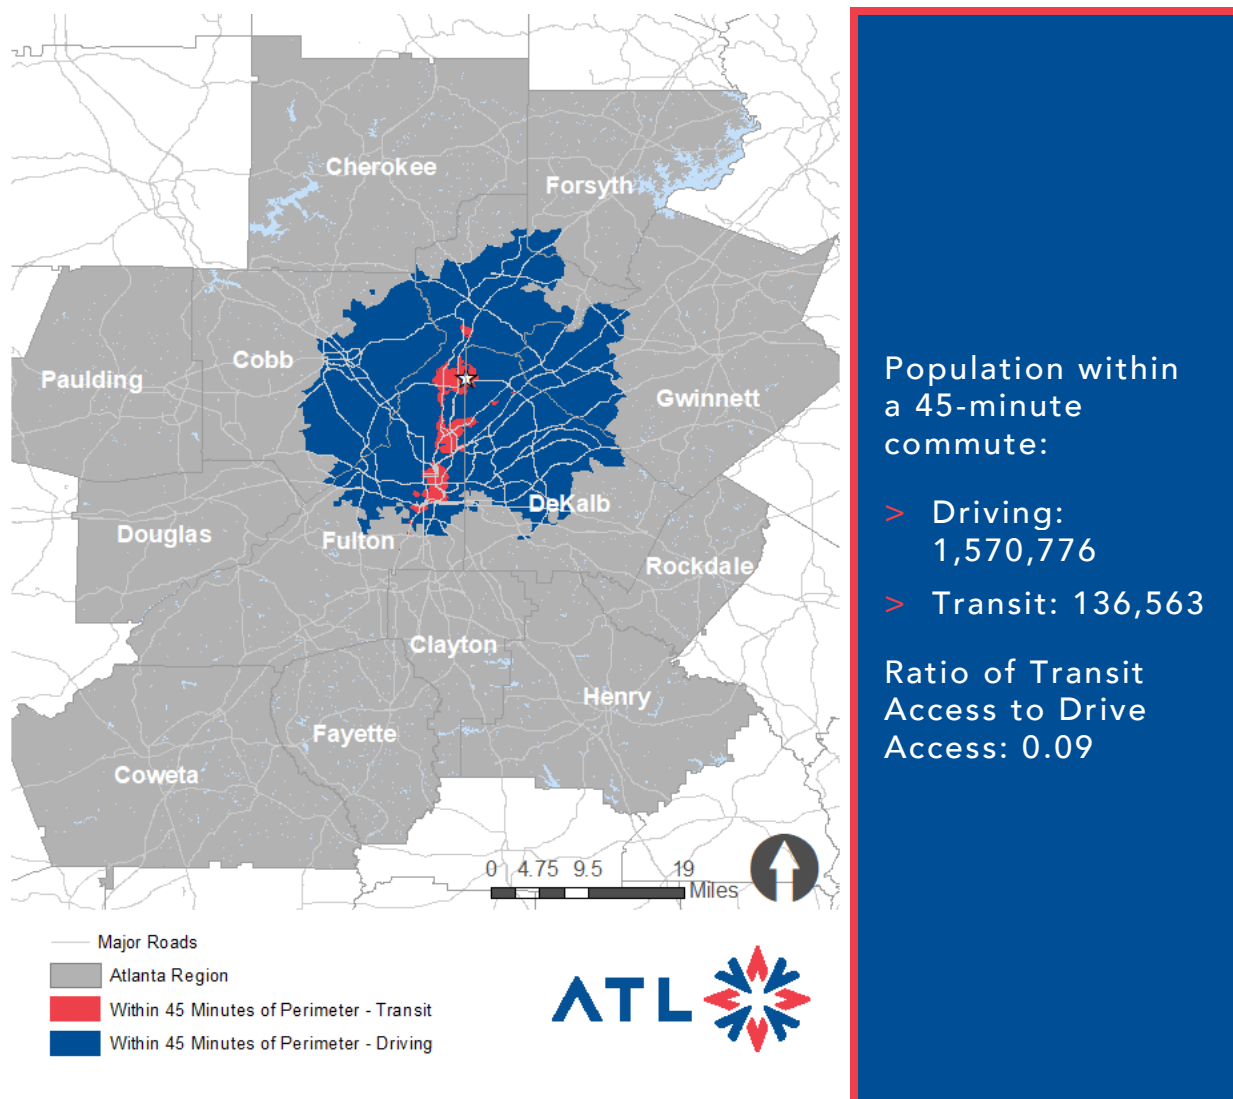 Cherokee
Forsyth
Cobb
Paulding
Gwinnett
DeKalb
Douglas
Fulton
Rockdale
Clayton
Henry
Fayette
Coweta
0 4.75 9.5 19
Miles
Major Roads
Atlanta Region
Within 45 Minutes of Perimeter - Transit
Within 45 Minutes of Perimeter - Driving
ATL
Population within
a 45-minute
commute:
> Driving:
1,570,776
> Transit: 136,563
Ratio of Transit
Access to Drive
Access: 0.09